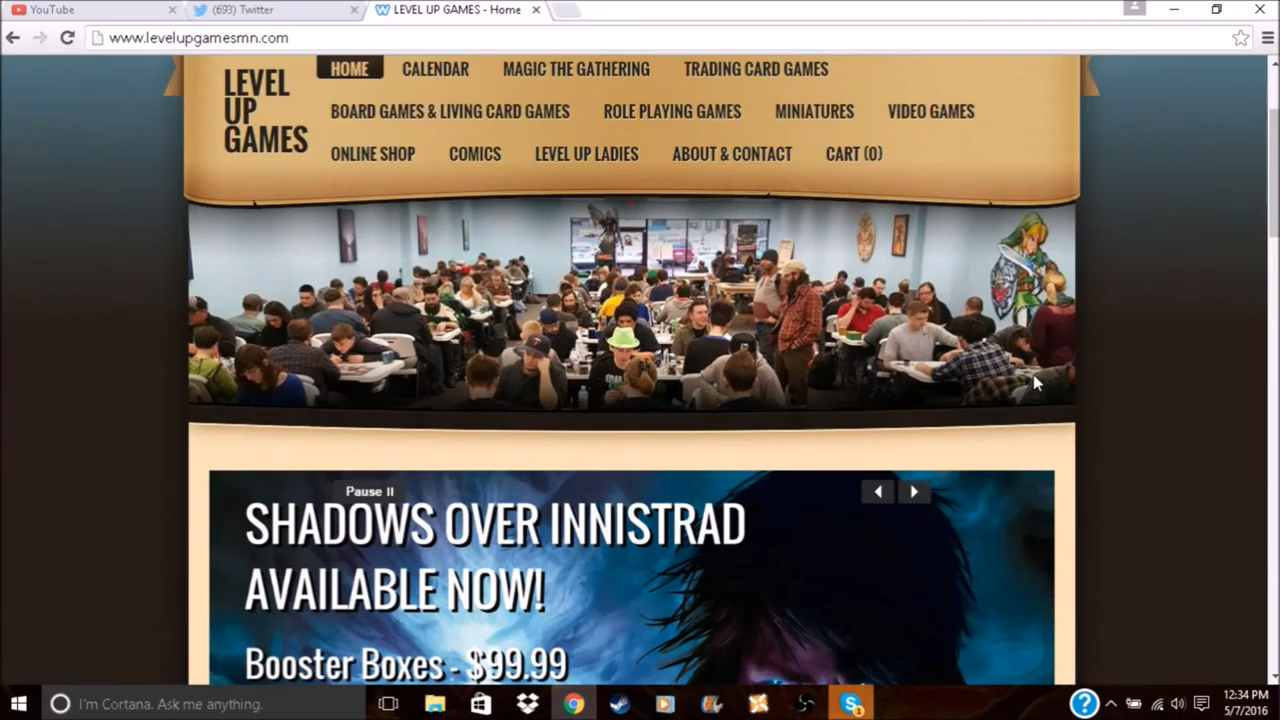 YouTube
(693) Twitter
LEVEL UP GAMES - Home
www.levelupgamesmn.com
LEVEL
UP
GAMES
HOME CALENDAR MAGIC THE GATHERING TRADING CARD GAMES
BOARD GAMES & LIVING CARD GAMES ROLE PLAYING GAMES MINIATURES VIDEO GAMES
ONLINE SHOP COMICS LEVEL UP LADIES ABOUT & CONTACT CART (0)
Pause II
SHADOWS OVER INNISTRAD
AVAILABLE NOW!
Booster Boxes - $99.99
I'm Cortana. Ask me anything.
12:34 PM
5/7/2016